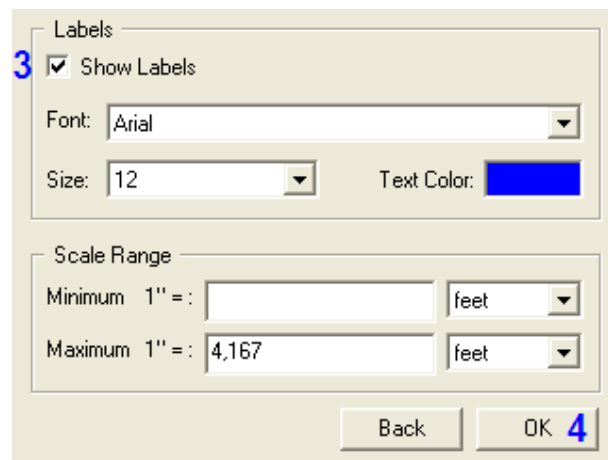 Labels
3 Show Labels
Font: Arial
Size: 12 Text Color:
Scale Range
Minimum 1" = : feet
Maximum 1" = : 4,167 feet
Back OK 4